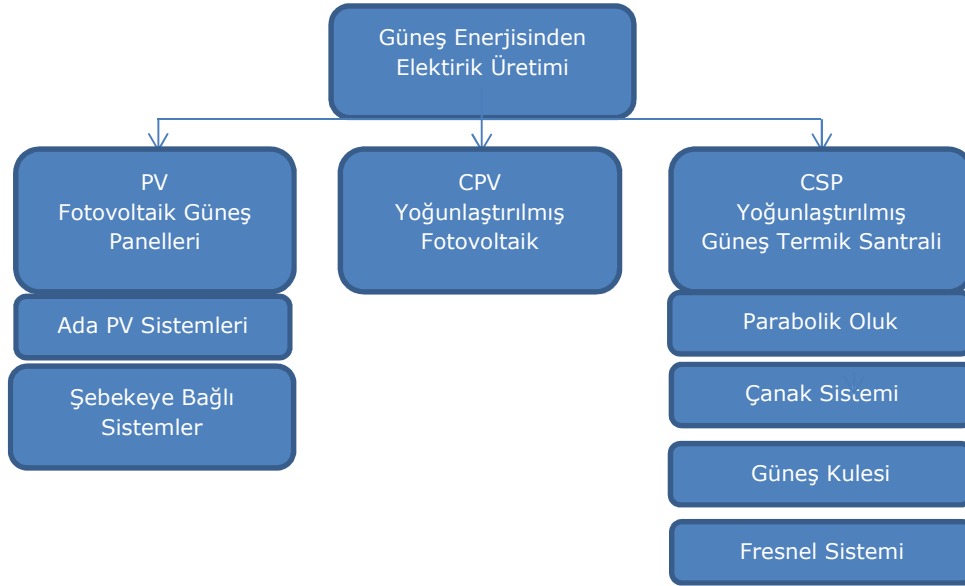 Güneş Enerjisinden
Elektirik Üretimi
PV
Fotovoltaik Güneş
Panelleri
CPV
Yoğunlaştırılmış
Fotovoltaik
CSP
Yoğunlaştırılmış
Güneş Termik Santrali
Ada PV Sistemleri
Şebekeye Bağlı
Sistemler
Parabolik Oluk
Çanak Sistemi
Güneş Kulesi
Fresnel Sistemi